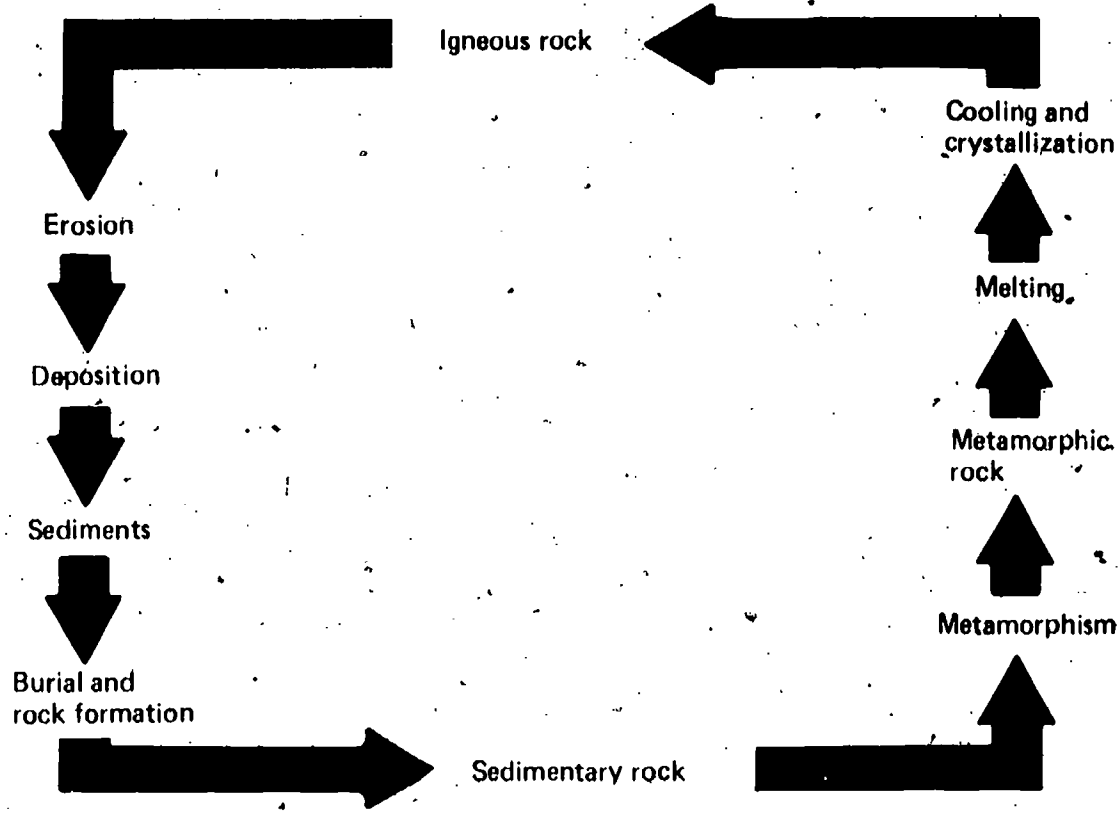 Igneous rock
Cooling and
crystallization
Erosion
Melting
Deposition
Metamorphic
rock
Sediments
Metamorphism
Burial and
rock formation
Sedimentary rock